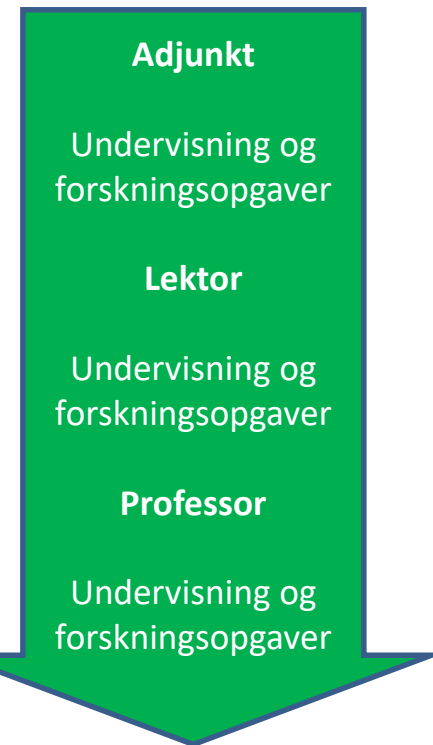 Adjunkt
Undervisning og
forskningsopgaver
Lektor
Undervisning og
forskningsopgaver
Professor
Undervisning og
forskningsopgaver